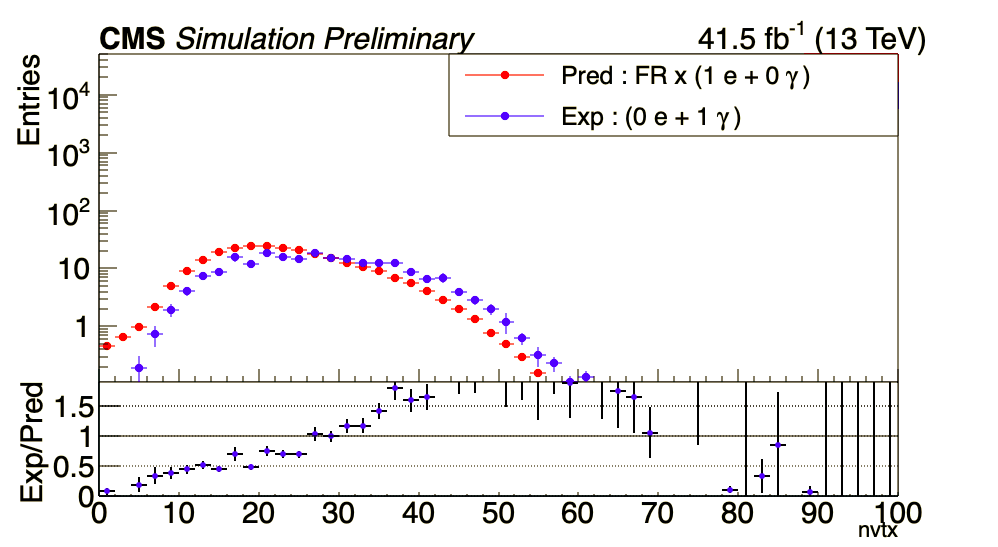 CMS Simulation Preliminary 41.5 fb⁻¹ (13 TeV)
Entries
Pred : FR x (1 e + 0 γ)
Exp : (0 e + 1 γ)
10⁴
10³
10²
10
1
Exp/Pred
1.5
1
0.5
0
0 10 20 30 40 50 60 70 80 90 100
nvtx